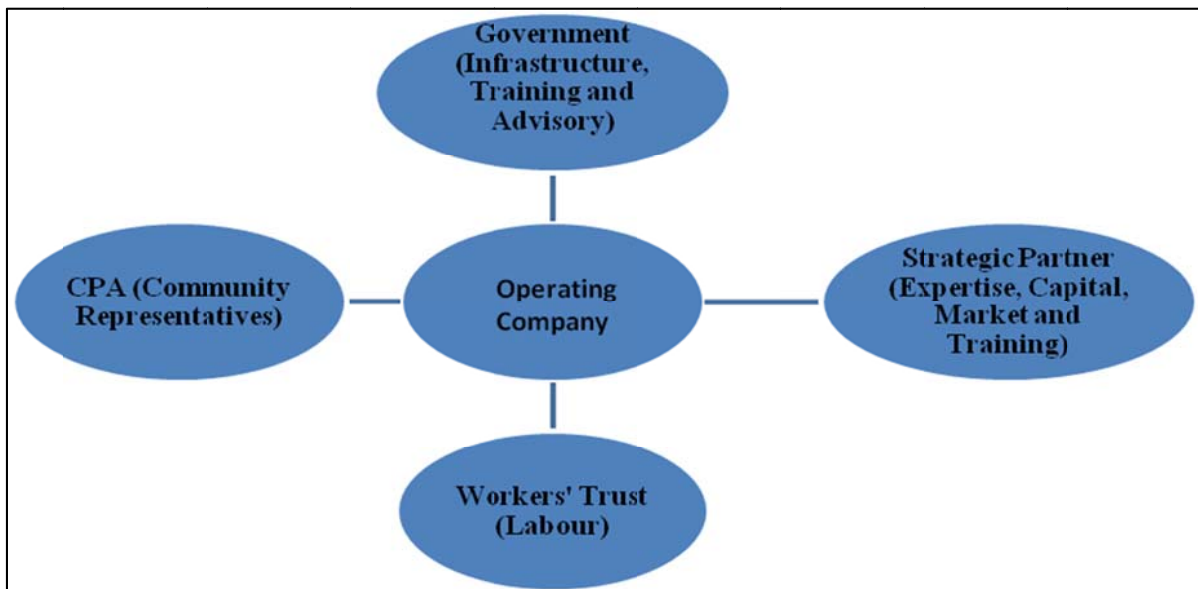 Government
(Infrastructure,
Training and
Advisory)
CPA (Community
Representatives)
Operating
Company
Strategic Partner
(Expertise, Capital,
Market and
Training)
Workers' Trust
(Labour)